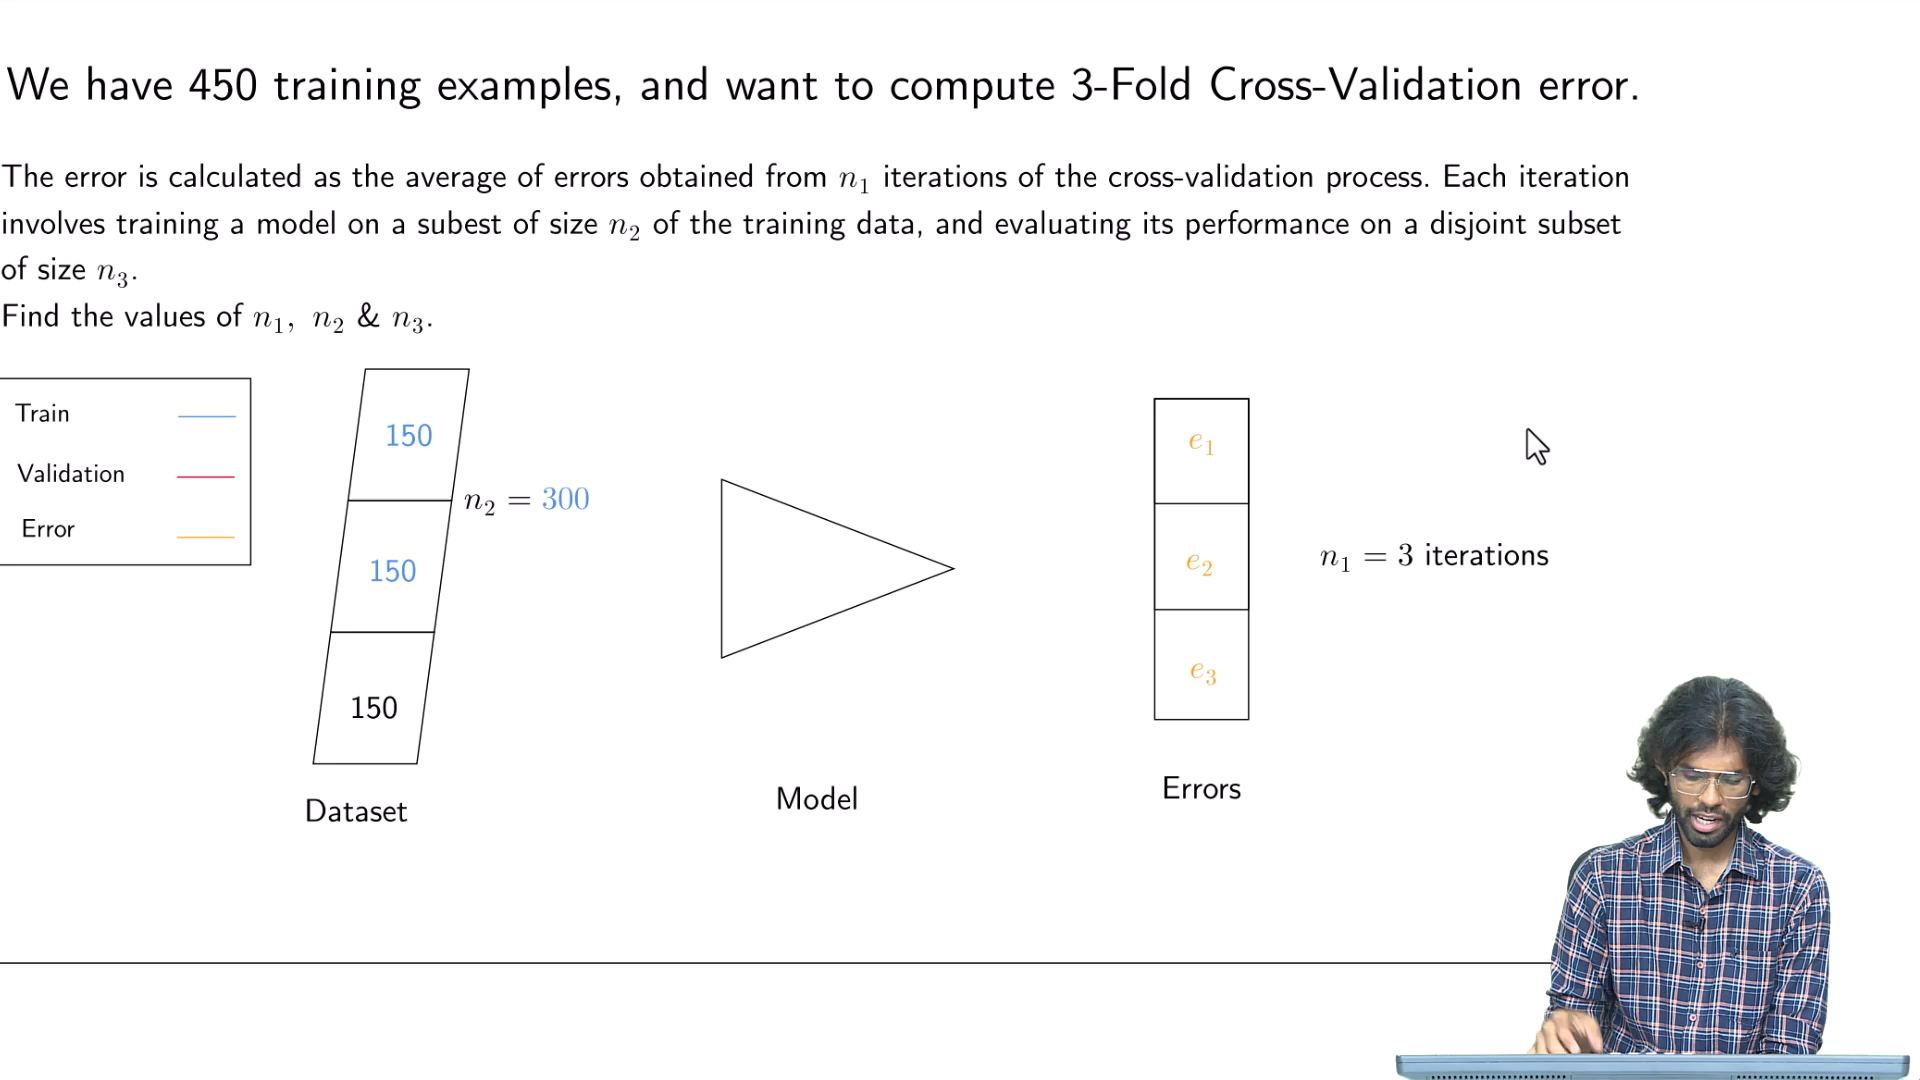 We have 450 training examples, and want to compute 3-Fold Cross-Validation error.
The error is calculated as the average of errors obtained from n₁ iterations of the cross-validation process. Each iteration
involves training a model on a subest of size n₂ of the training data, and evaluating its performance on a disjoint subset
of size n₃.
Find the values of n₁, n₂ & n₃.
Train
Validation
Error
150
150
150
n₂ = 300
Dataset
Model
e₁
e₂
e₃
Errors
n₁ = 3 iterations